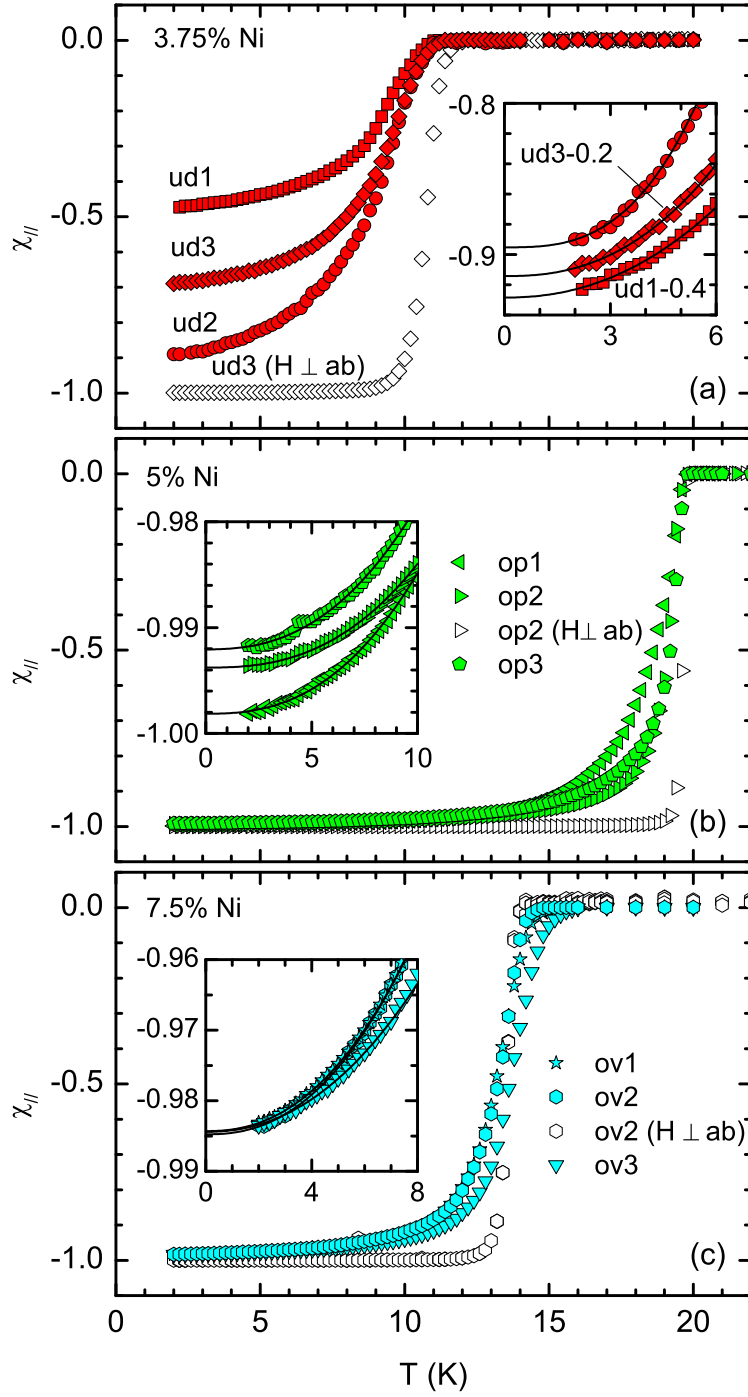 3.75% Ni
0.0
-0.5
-1.0
χ//
ud1
ud3
ud2
ud3 (H ⊥ ab)
-0.8
-0.9
ud3-0.2
ud1-0.4
0
3
6
(a)
5% Ni
0.0
-0.5
-1.0
χ//
-0.98
-0.99
-1.00
0
5
10
op1
op2
op2 (H⊥ ab)
op3
(b)
7.5% Ni
0.0
-0.5
-1.0
χ//
-0.96
-0.97
-0.98
-0.99
0
4
8
ov1
ov2
ov2 (H ⊥ ab)
ov3
(c)
0 5 10 15 20
T (K)